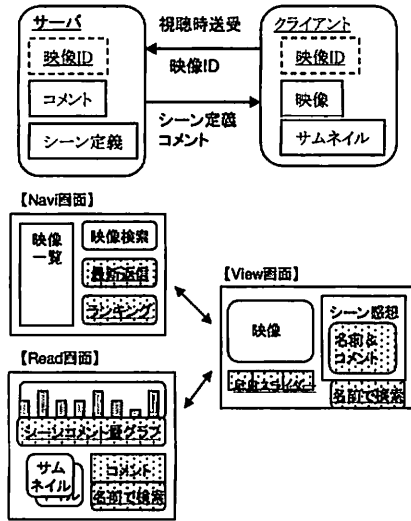 サーバ
映像ID
コメント
シーン定義
視聴時送受
映像ID
シーン定義
コメント
クライアント
映像ID
映像
サムネイル
【Navi画面】
映像
一覧
映像検索
最新返信
ランキング
【View画面】
映像
シーン感想
名前&
コメント
名前で検索
【Read画面】
シーンコメント量グラフ
サム
ネイル
コメント
名前で検索